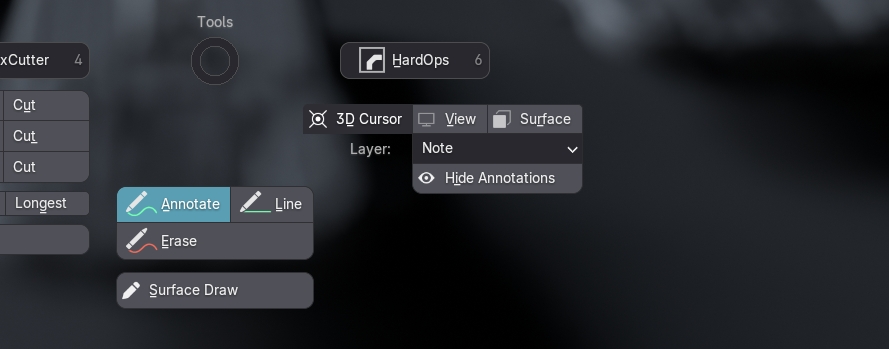 Tools
xCutter 4
HardOps 6
Cut
3D Cursor View Surface
Cut
Layer: Note
Cut
Hide Annotations
Longest
Annotate Line
Erase
Surface Draw